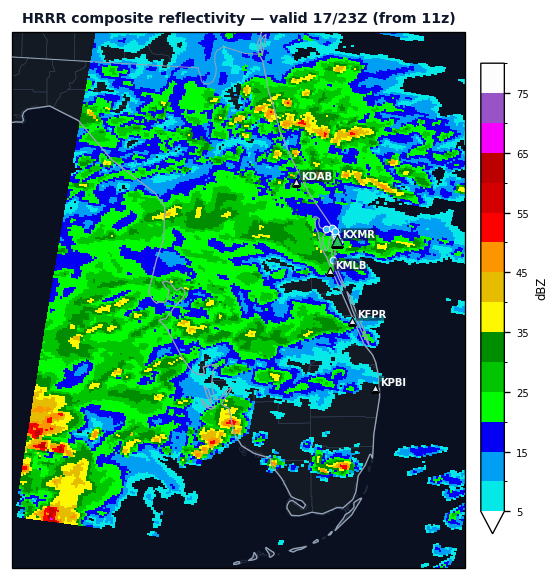 HRRR composite reflectivity — valid 17/23Z (from 11z)
KDAB
KXMR
KMLB
KFPR
KPBI
75
65
55
45
35
25
15
5
dBZ